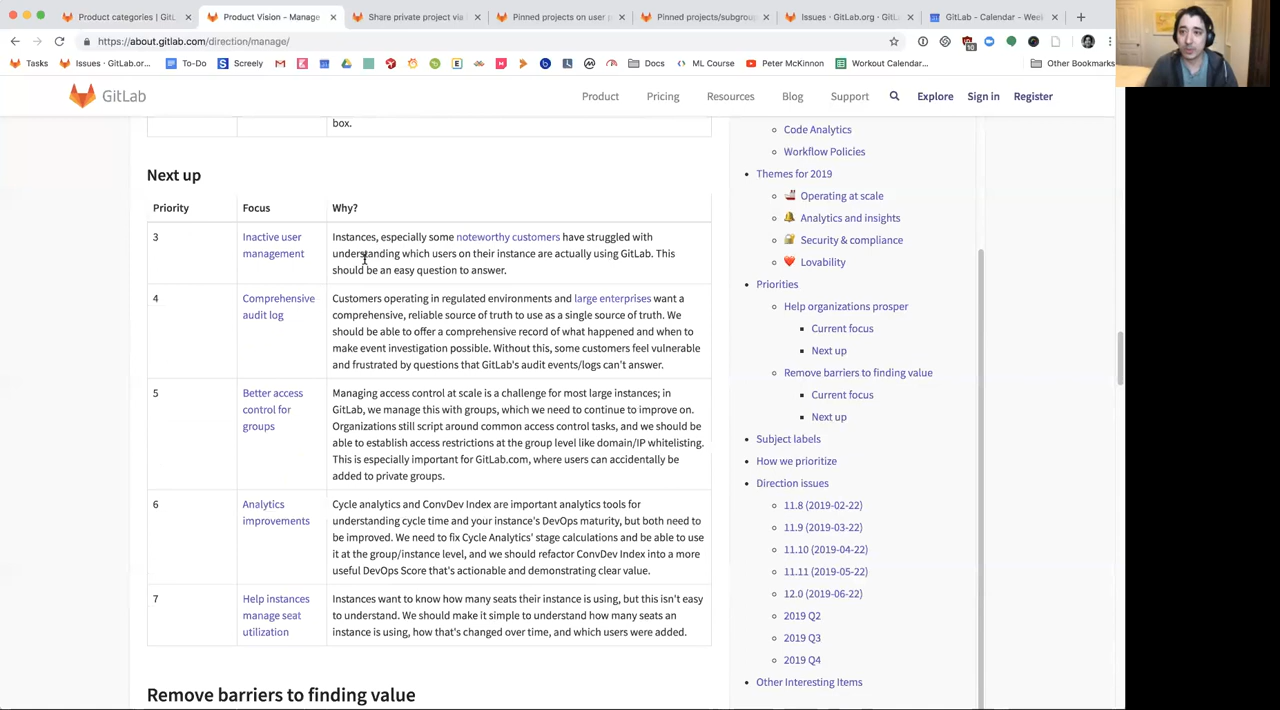 Product categories | GitL
Product Vision - Manage
Share private project via
Pinned projects on user p
Pinned projects/subgroup
Issues · GitLab.org · GitLa
GitLab - Calendar - Wee
https://about.gitlab.com/direction/manage/
10
Tasks
Issues · GitLab.or...
To-Do
Screely
Docs
ML Course
Peter McKinnon
Workout Calendar...
Other Bookmarks
GitLab
Product
Pricing
Resources
Blog
Support
Explore
Sign in
Register
box.
Next up
Priority Focus Why?
3
Inactive user
management
Instances, especially some noteworthy customers have struggled with
understanding which users on their instance are actually using GitLab. This
should be an easy question to answer.
4
Comprehensive
audit log
Customers operating in regulated environments and large enterprises want a
comprehensive, reliable source of truth to use as a single source of truth. We
should be able to offer a comprehensive record of what happened and when to
make event investigation possible. Without this, some customers feel vulnerable
and frustrated by questions that GitLab's audit events/logs can't answer.
5
Better access
control for
groups
Managing access control at scale is a challenge for most large instances; in
GitLab, we manage this with groups, which we need to continue to improve on.
Organizations still script around common access control tasks, and we should be
able to establish access restrictions at the group level like domain/IP whitelisting.
This is especially important for GitLab.com, where users can accidentally be
added to private groups.
6
Analytics
improvements
Cycle analytics and ConvDev Index are important analytics tools for
understanding cycle time and your instance's DevOps maturity, but both need to
be improved. We need to fix Cycle Analytics' stage calculations and be able to use
it at the group/instance level, and we should refactor ConvDev Index into a more
useful DevOps Score that's actionable and demonstrating clear value.
7
Help instances
manage seat
utilization
Instances want to know how many seats their instance is using, but this isn't easy
to understand. We should make it simple to understand how many seats an
instance is using, how that's changed over time, and which users were added.
Remove barriers to finding value
Code Analytics
Workflow Policies
Themes for 2019
Operating at scale
Analytics and insights
Security & compliance
Lovability
Priorities
Help organizations prosper
Current focus
Next up
Remove barriers to finding value
Current focus
Next up
Subject labels
How we prioritize
Direction issues
11.8 (2019-02-22)
11.9 (2019-03-22)
11.10 (2019-04-22)
11.11 (2019-05-22)
12.0 (2019-06-22)
2019 Q2
2019 Q3
2019 Q4
Other Interesting Items